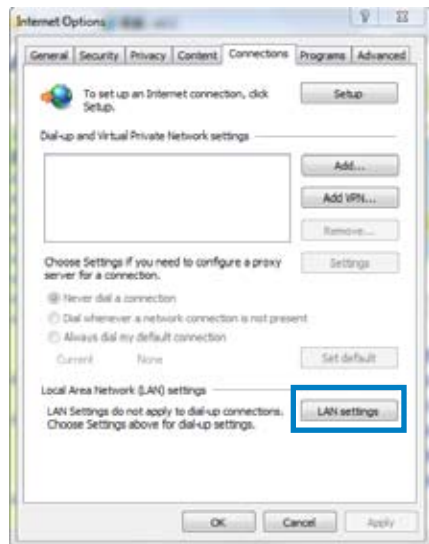 Internet Options
General Security Privacy Content Connections Programs Advanced
To set up an Internet connection, click
Setup.
Setup
Dial-up and Virtual Private Network settings
Add...
Add VPN...
Remove...
Choose Settings if you need to configure a proxy
server for a connection.
Settings
Never dial a connection
Dial whenever a network connection is not present
Always dial my default connection
Current None
Set default
Local Area Network (LAN) settings
LAN Settings do not apply to dial-up connections.
Choose Settings above for dial-up settings.
LAN settings
OK Cancel Apply